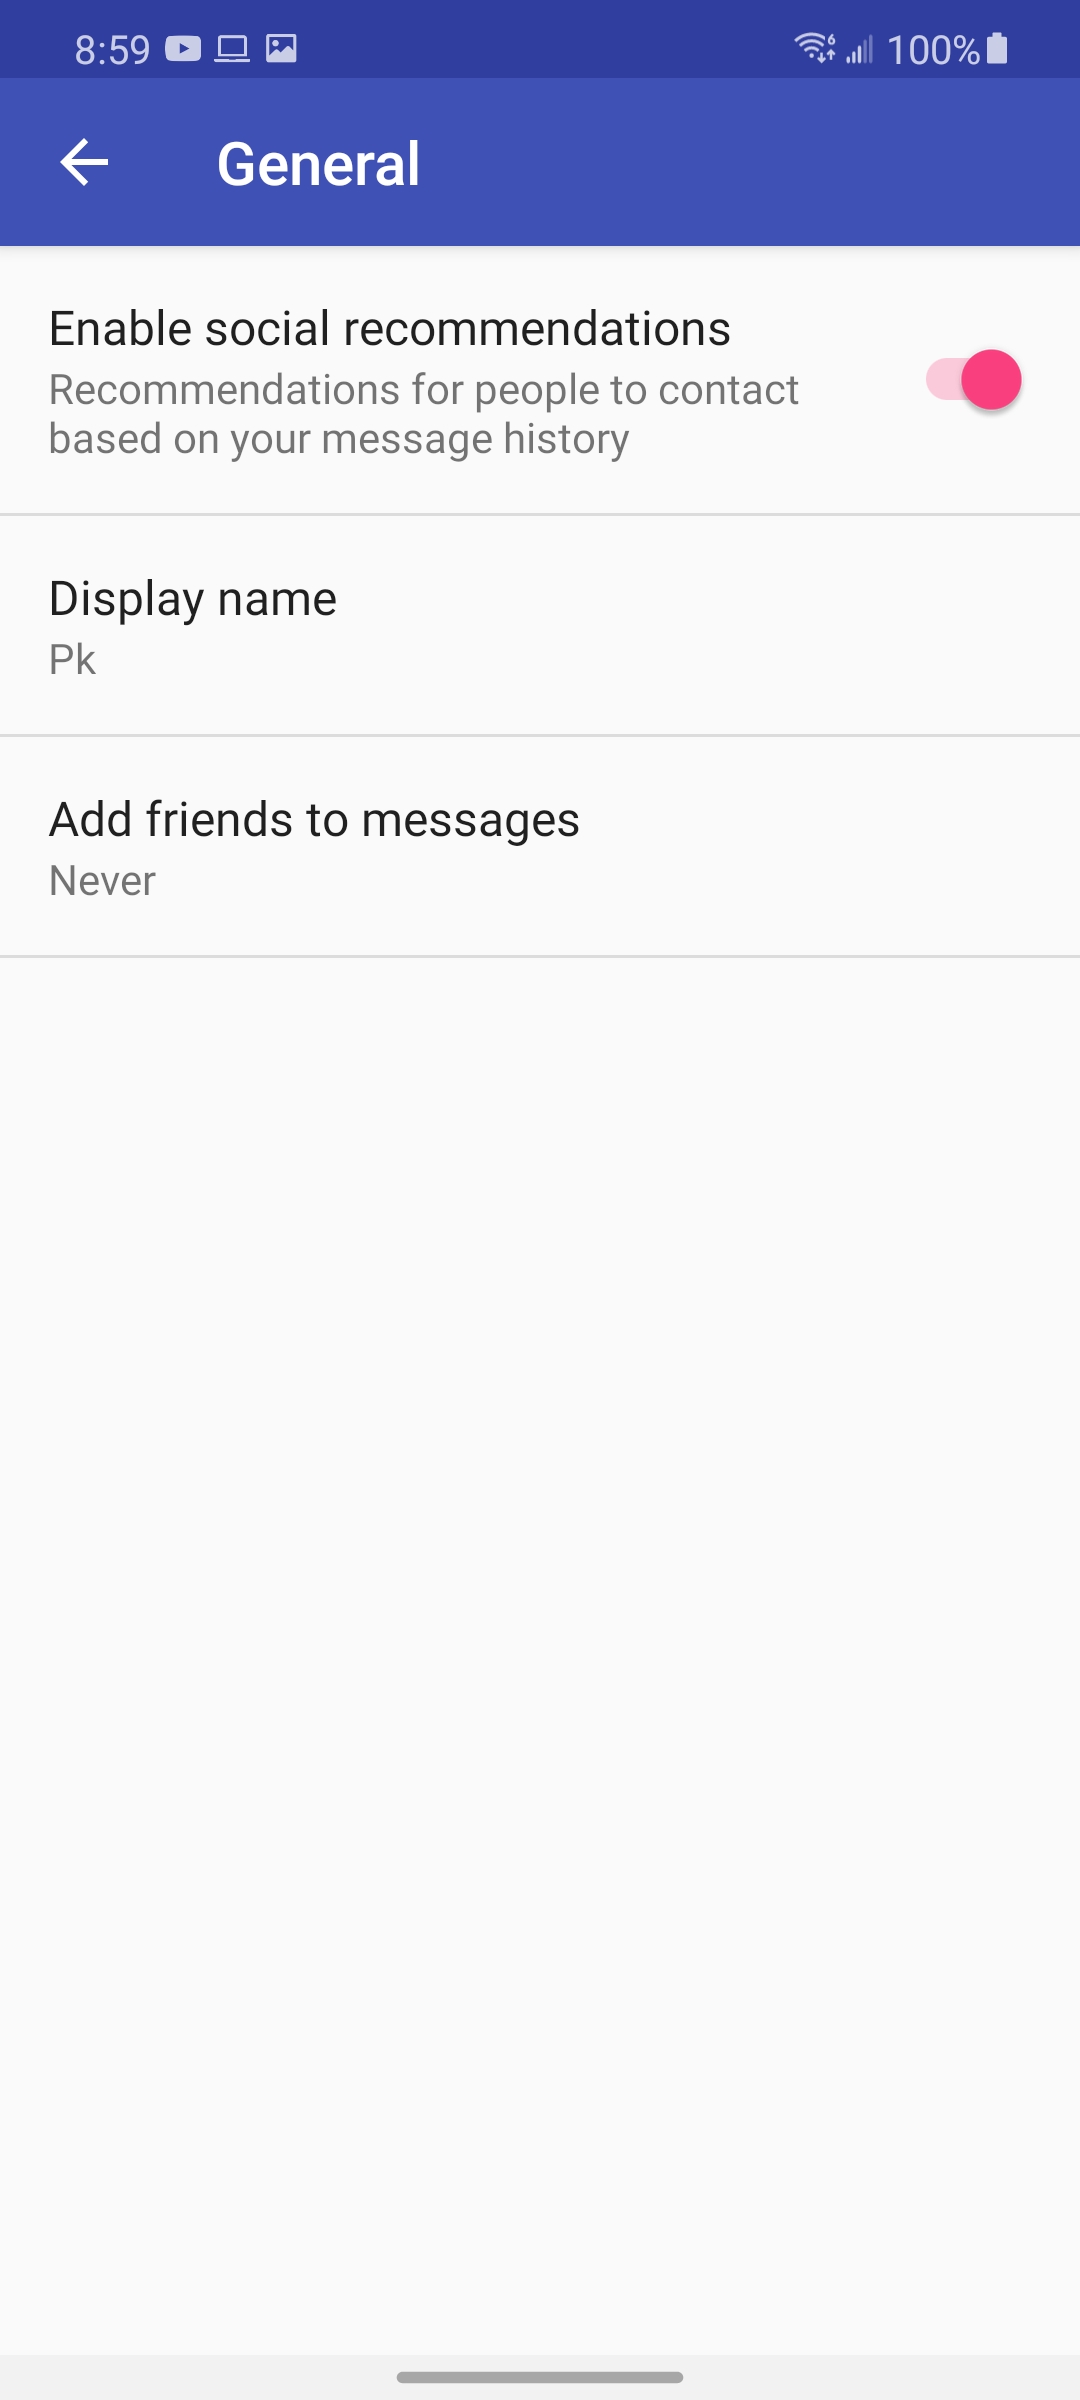 8:59 100%
General
Enable social recommendations
Recommendations for people to contact
based on your message history
Display name
Pk
Add friends to messages
Never